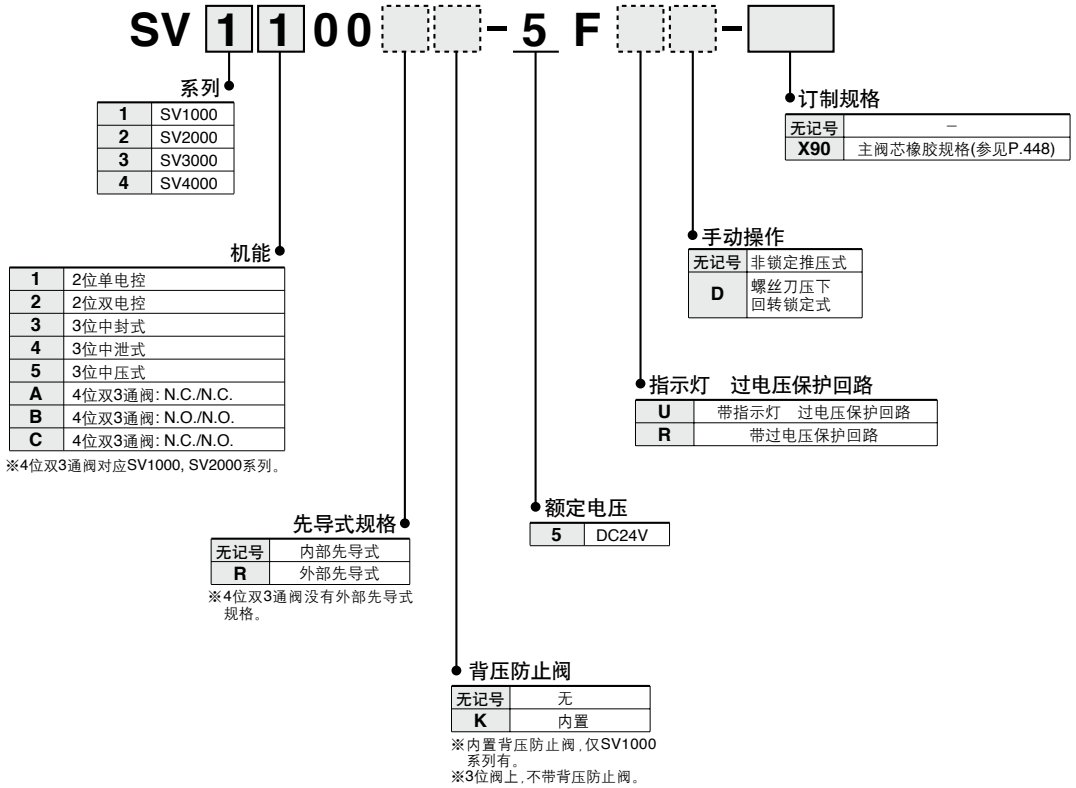 SV 1 1 00 - 5 F -
系列
1 SV1000
2 SV2000
3 SV3000
4 SV4000
订制规格
无记号 －
X90 主阀芯橡胶规格(参见P.448)
机能
1 2位单电控
2 2位双电控
3 3位中封式
4 3位中泄式
5 3位中压式
A 4位双3通阀: N.C./N.C.
B 4位双3通阀: N.O./N.O.
C 4位双3通阀: N.C./N.O.
※4位双3通阀对应SV1000, SV2000系列。
手动操作
无记号 非锁定推压式
D 螺丝刀压下
回转锁定式
指示灯 过电压保护回路
U 带指示灯 过电压保护回路
R 带过电压保护回路
先导式规格
无记号 内部先导式
R 外部先导式
※4位双3通阀没有外部先导式
规格。
额定电压
5 DC24V
背压防止阀
无记号 无
K 内置
※内置背压防止阀,仅SV1000
系列有。
※3位阀上,不带背压防止阀。